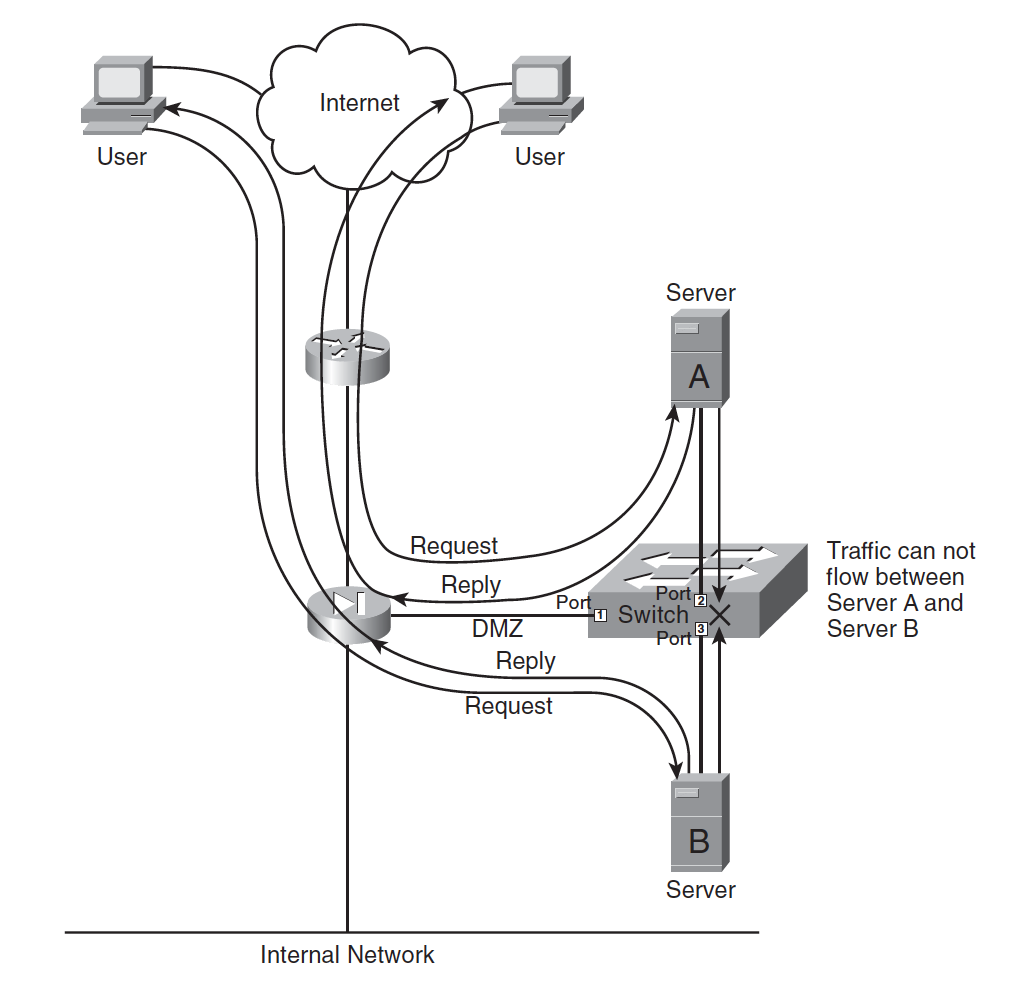 Internet
User
User
Server
A
Request
Traffic can not
flow between
Server A and
Server B
Reply
Port
Port
1
2
Switch
DMZ
3
Port
Reply
Request
B
Server
Internal Network